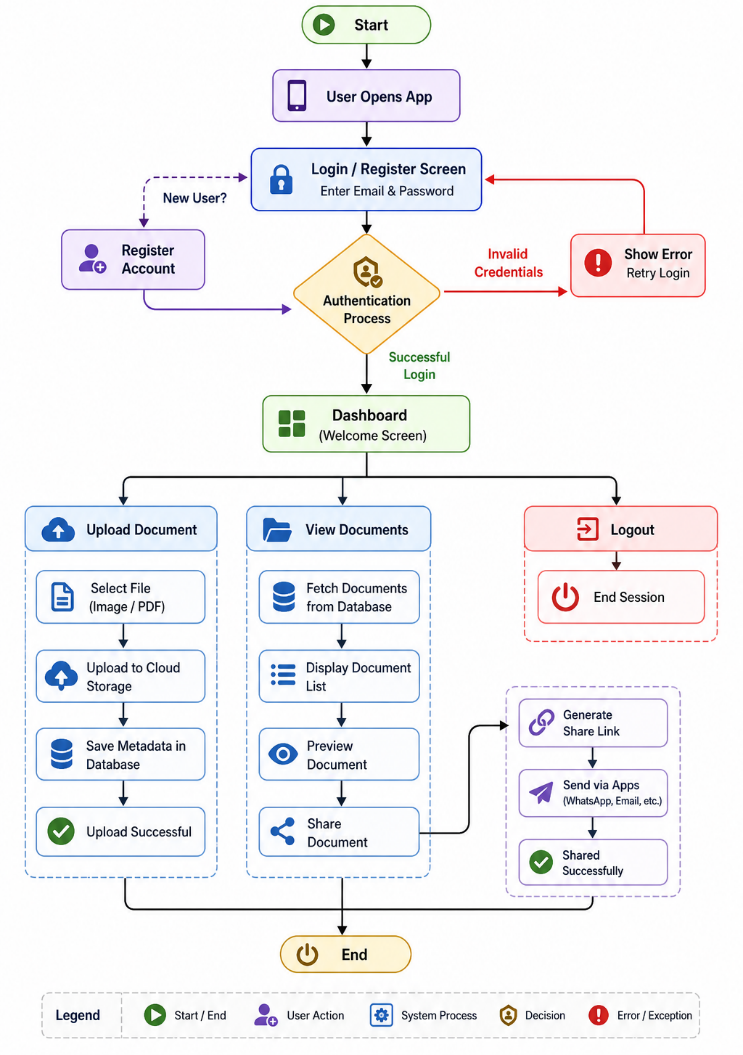 Start
User Opens App
Login / Register Screen
Enter Email & Password
New User?
Register
Account
Invalid
Credentials
Show Error
Retry Login
Authentication
Process
Successful
Login
Dashboard
(Welcome Screen)
Upload Document
Select File
(Image / PDF)
Upload to Cloud
Storage
Save Metadata in
Database
Upload Successful
View Documents
Fetch Documents
from Database
Display Document
List
Preview
Document
Share
Document
Logout
End Session
Generate
Share Link
Send via Apps
(WhatsApp, Email, etc.)
Shared
Successfully
End
Legend
Start / End
User Action
System Process
Decision
Error / Exception